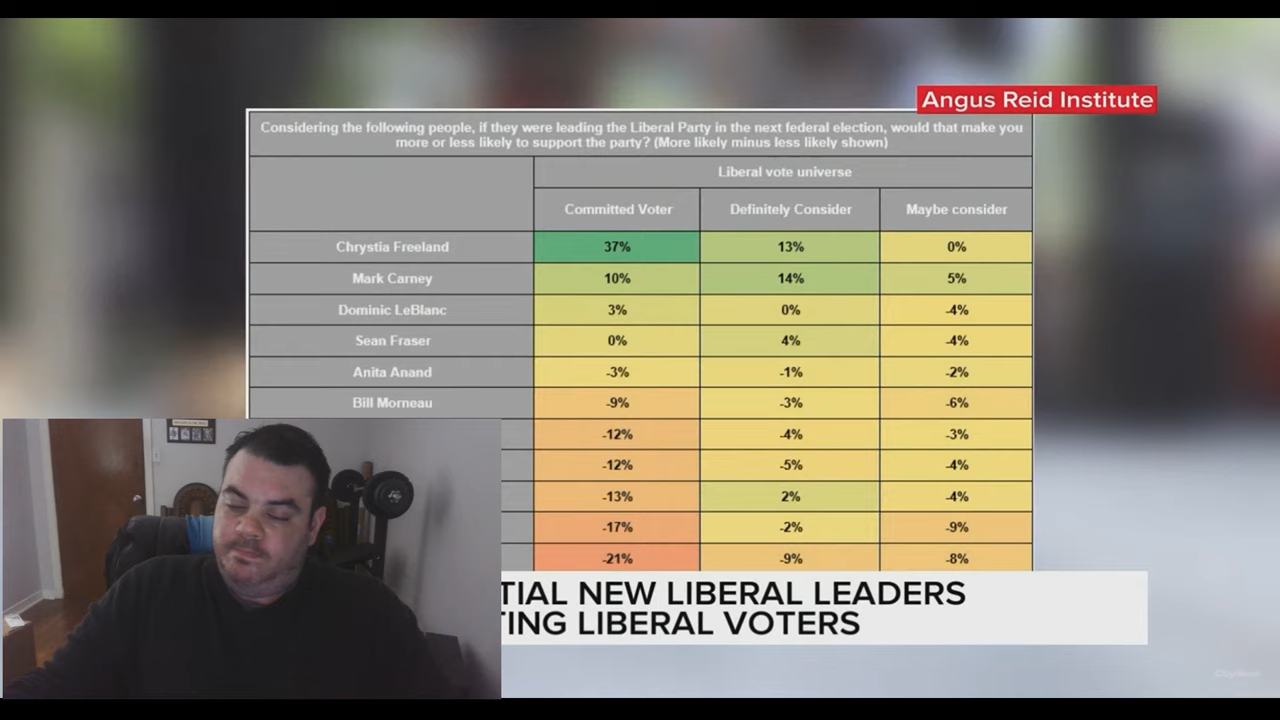 Angus Reid Institute
Considering the following people, if they were leading the Liberal Party in the next federal election, would that make you
more or less likely to support the party? (More likely minus less likely shown)
Liberal vote universe
Committed Voter Definitely Consider Maybe consider
Chrystia Freeland 37% 13% 0%
Mark Carney 10% 14% 5%
Dominic LeBlanc 3% 0% -4%
Sean Fraser 0% 4% -4%
Anita Anand -3% -1% -2%
Bill Morneau -9% -3% -6%
-12% -4% -3%
-12% -5% -4%
-13% 2% -4%
-17% -2% -9%
-21% -9% -8%
TIAL NEW LIBERAL LEADERS
TING LIBERAL VOTERS